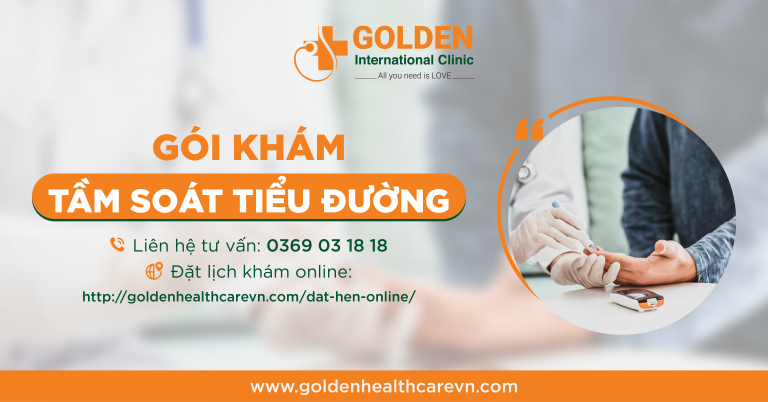 GOLDEN
International Clinic
All you need is LOVE
GÓI KHÁM
TẦM SOÁT TIỂU ĐƯỜNG
Liên hệ tư vấn: 0369 03 18 18
Đặt lịch khám online:
http://goldenhealthcarevn.com/dat-hen-online/
www.goldenhealthcarevn.com